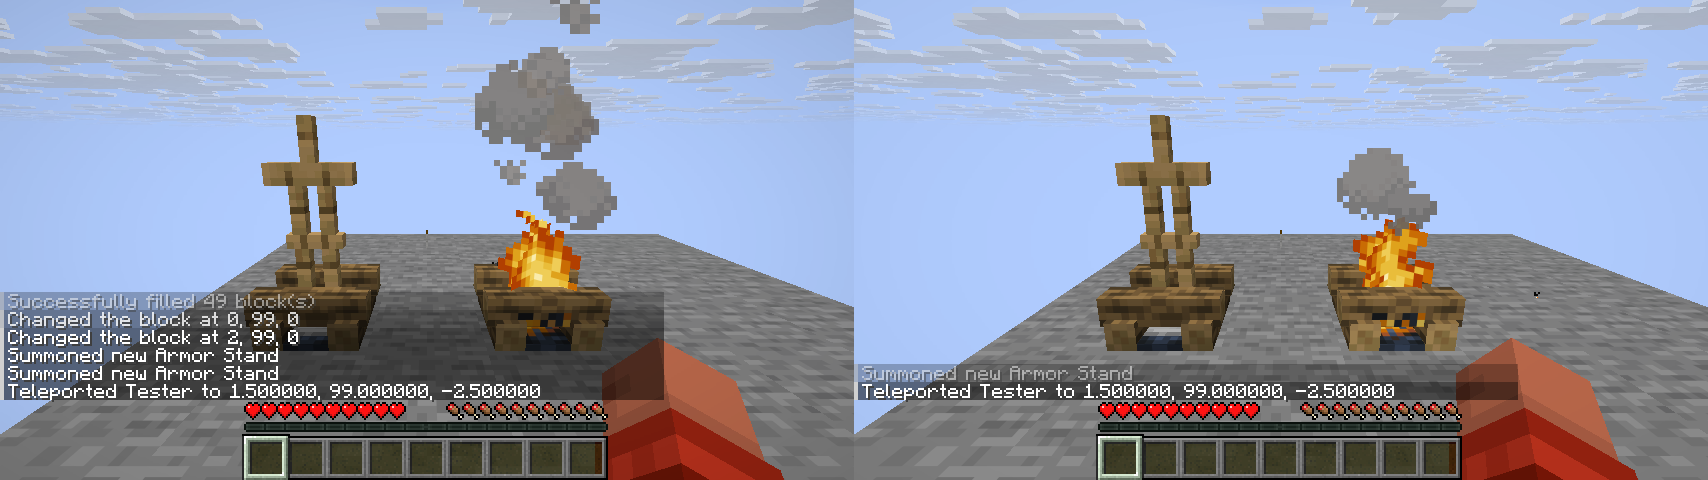 Successfully filled 49 block(s)
Changed the block at 0, 99, 0
Changed the block at 2, 99, 0
Summoned new Armor Stand
Summoned new Armor Stand
Teleported Tester to 1.500000, 99.000000, -2.500000
Summoned new Armor Stand
Teleported Tester to 1.500000, 99.000000, -2.500000